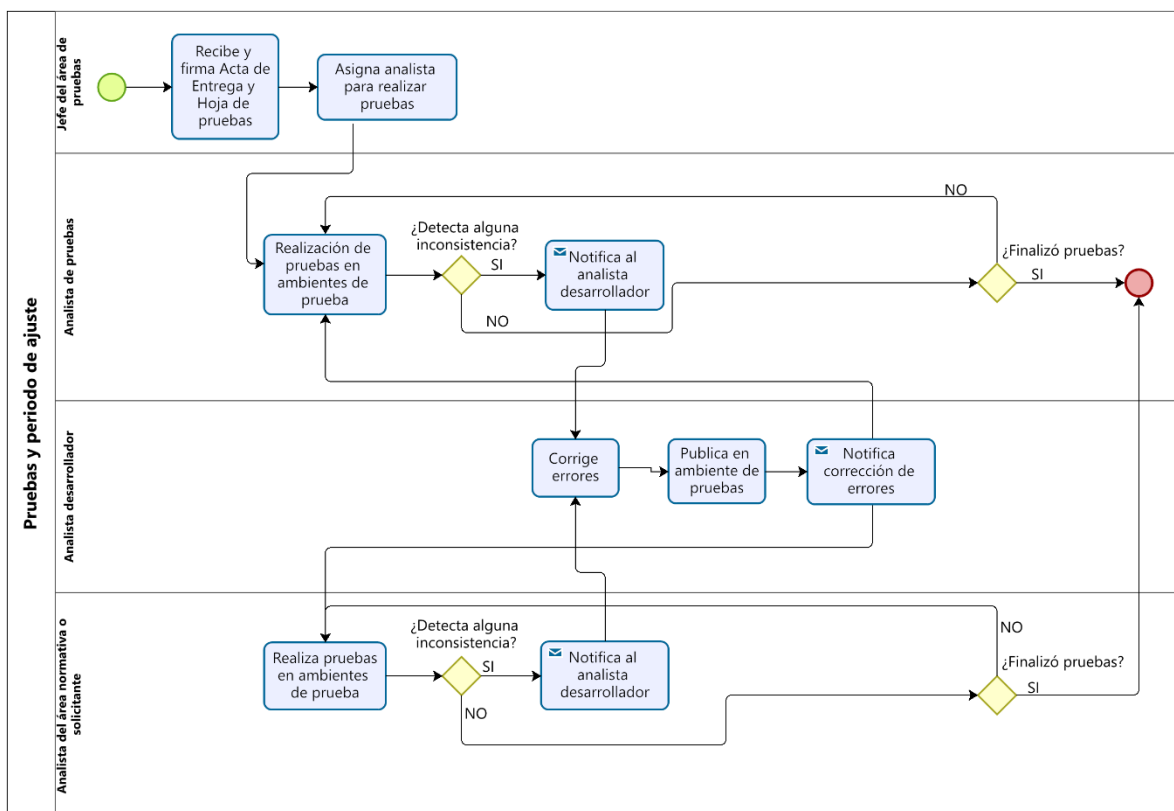 Pruebas y periodo de ajuste
Jefe del área de
pruebas
Recibe y
firma Acta de
Entrega y
Hoja de
pruebas
Asigna analista
para realizar
pruebas
Analista de pruebas
Realización de
pruebas en
ambientes de
prueba
¿Detecta alguna
inconsistencia?
SI
NO
Notifica al
analista
desarrollador
NO
¿Finalizó pruebas?
SI
Analista desarrollador
Corrige
errores
Publica en
ambiente de
pruebas
Notifica
corrección de
errores
Analista del área normativa o
solicitante
Realiza pruebas
en ambientes
de prueba
¿Detecta alguna
inconsistencia?
SI
NO
Notifica al
analista
desarrollador
NO
¿Finalizó pruebas?
SI